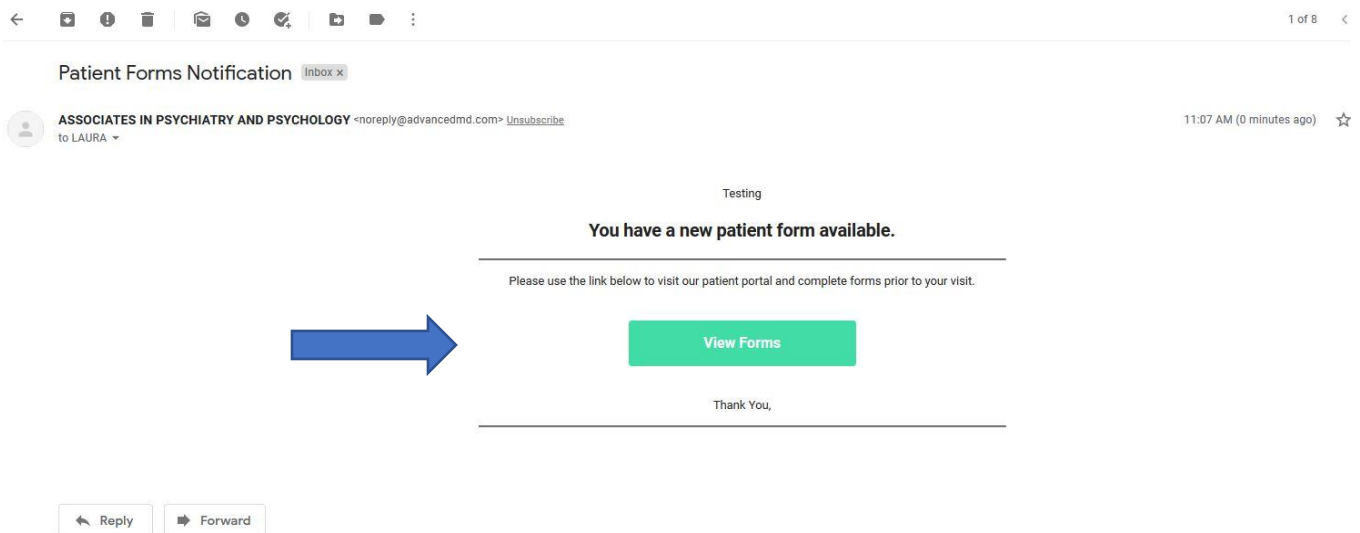 1 of 8
Patient Forms Notification Inbox x
ASSOCIATES IN PSYCHIATRY AND PSYCHOLOGY <noreply@advancedmd.com> Unsubscribe 11:07 AM (0 minutes ago)
to LAURA
Testing
You have a new patient form available.
Please use the link below to visit our patient portal and complete forms prior to your visit.
View Forms
Thank You,
Reply Forward